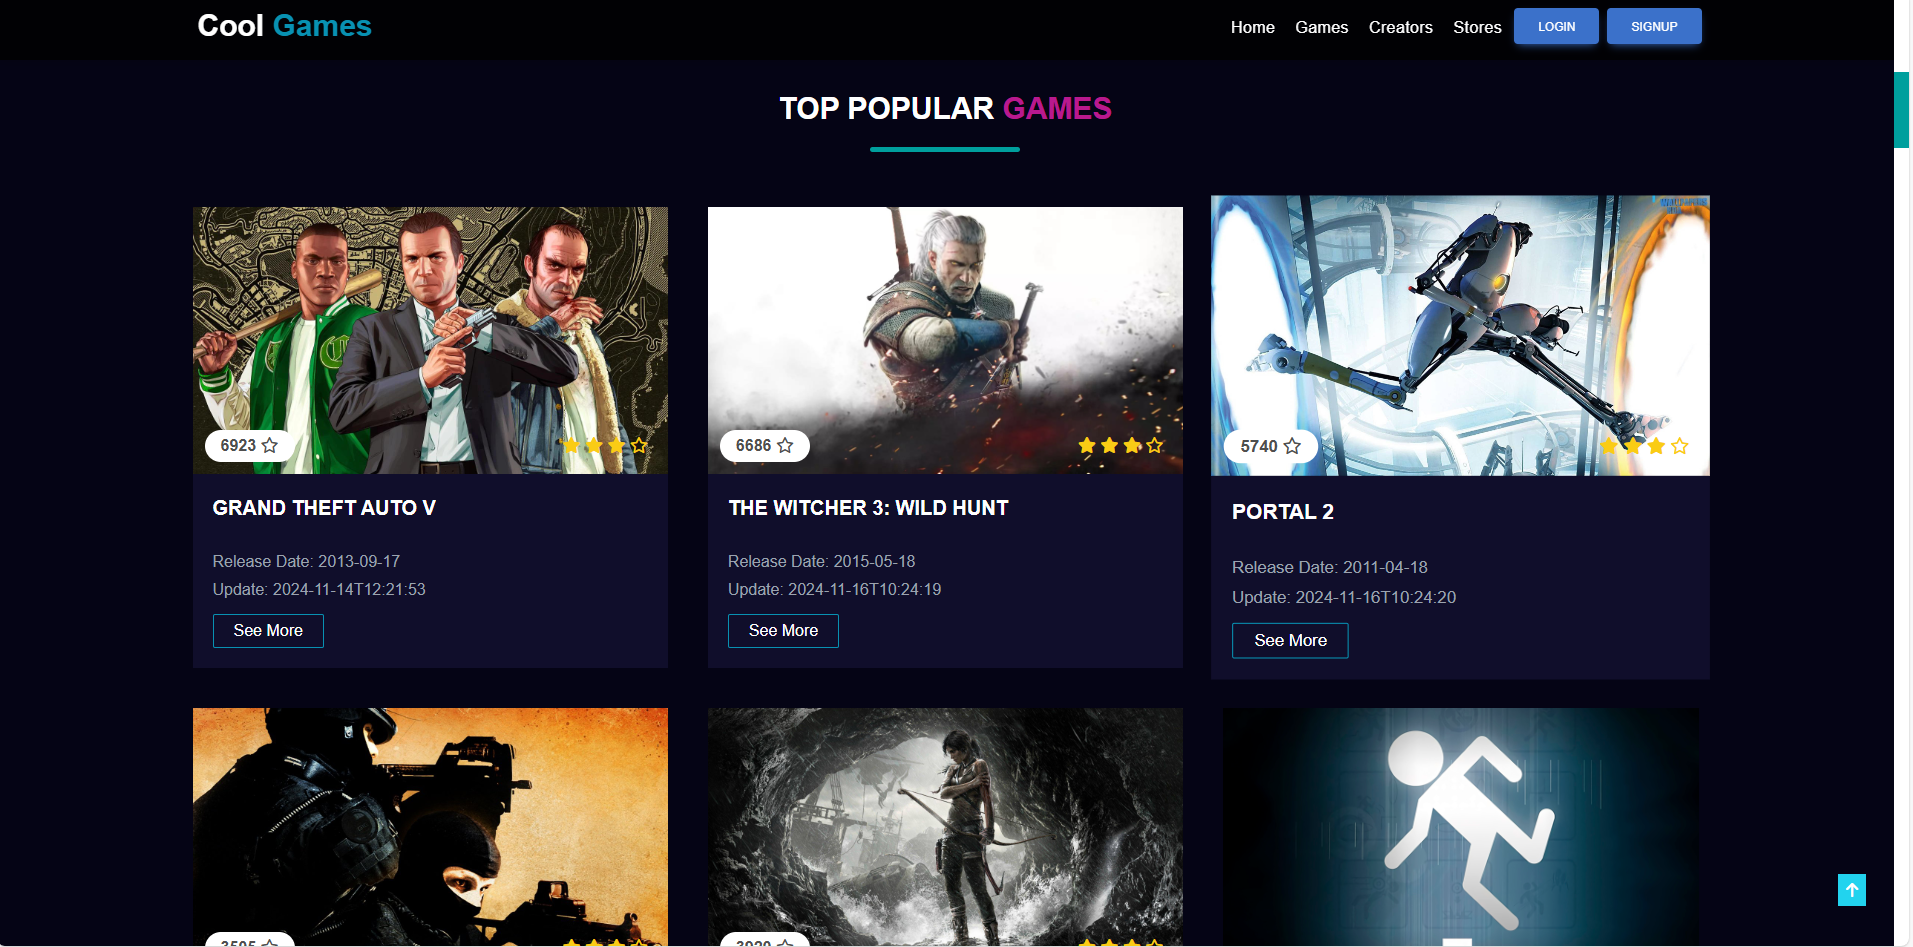 Cool Games
Home Games Creators Stores LOGIN SIGNUP
TOP POPULAR GAMES
6923
6686
5740
GRAND THEFT AUTO V
THE WITCHER 3: WILD HUNT
PORTAL 2
Release Date: 2013-09-17
Update: 2024-11-14T12:21:53
See More
Release Date: 2015-05-18
Update: 2024-11-16T10:24:19
See More
Release Date: 2011-04-18
Update: 2024-11-16T10:24:20
See More